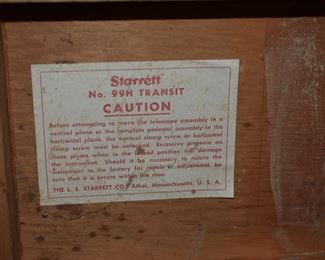 Starrett
No. 99H TRANSIT
CAUTION
Before attempting to move the telescope assembly in a
vertical plane or the complete pedestal assembly in the
horizontal plane, the vertical clamp screw or horizontal
clamp screw must be unlocked. Excessive pressure on
these pivots when in the locked position will damage
the instrument. Should it be necessary to return the
instrument to the factory for repair or adjustment, be
sure that it is secure within the case.
THE L. S. STARRETT CO., Athol, Massachusetts, U. S. A.